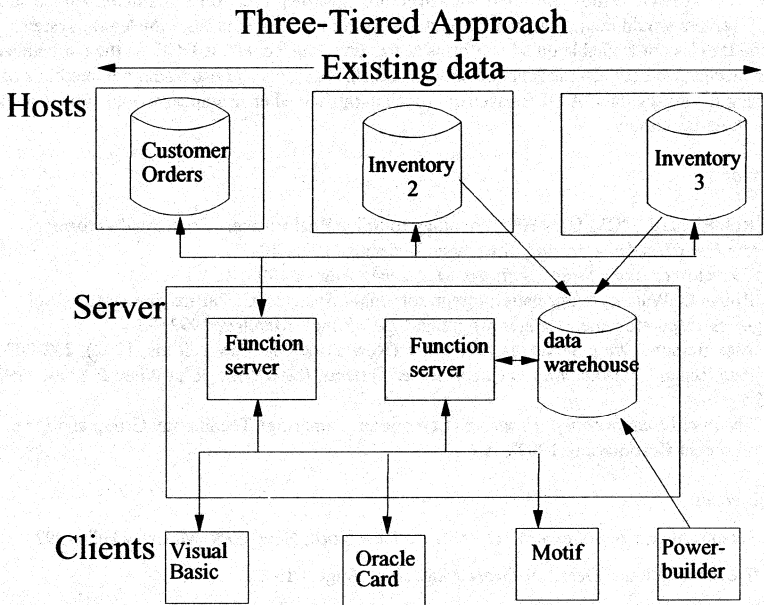 Three-Tiered Approach
Existing data
Hosts
Customer
Orders
Inventory
2
Inventory
3
Server
Function
server
Function
server
data
warehouse
Clients
Visual
Basic
Oracle
Card
Motif
Power-
builder